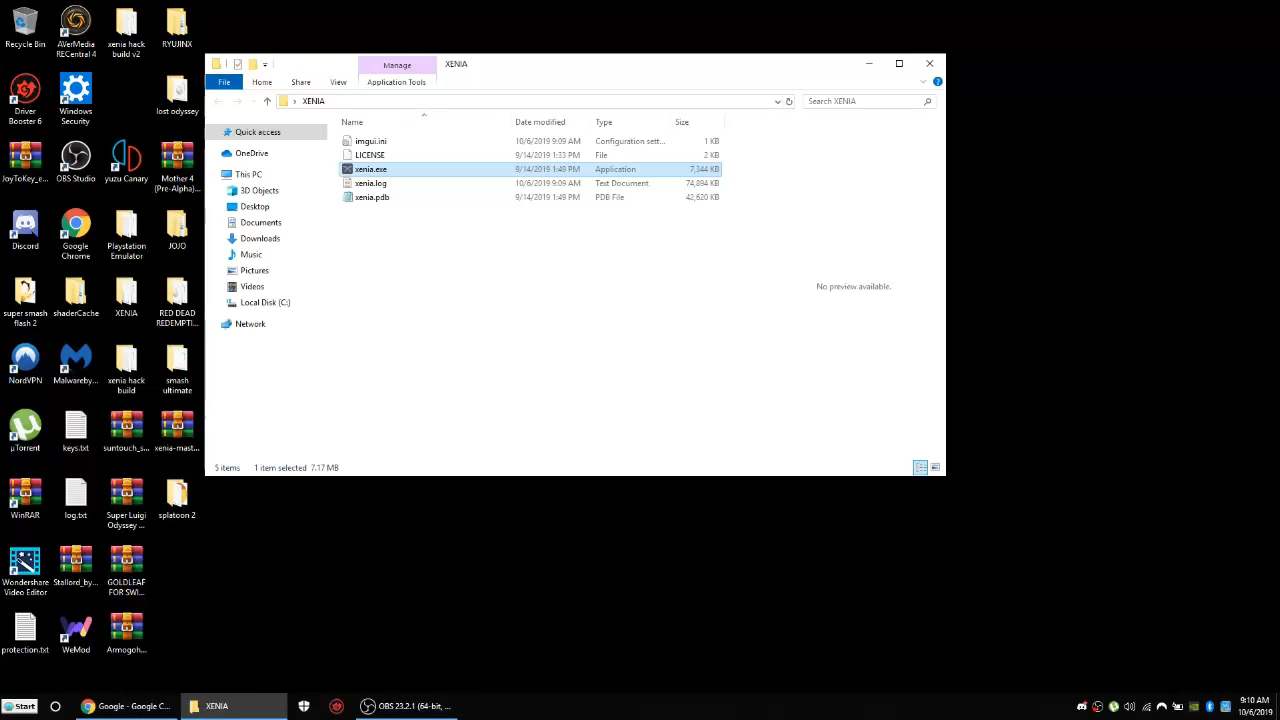 Recycle Bin
AVerMedia
RECentral 4
xenia hack
build v2
RYUJINX
Driver
Booster 6
Windows
Security
lost odyssey
JoyToKey_e...
OBS Studio
yuzu Canary
Mother 4
(Pre-Alpha)...
Discord
Google
Chrome
Playstation
Emulator
JOJO
super smash
flash 2
shaderCache
XENIA
RED DEAD
REDEMPTI...
NordVPN
Malwareby...
xenia hack
build
smash
ultimate
µTorrent
keys.txt
suntouch_s...
xenia-mast...
WinRAR
log.txt
Super Luigi
Odyssey ...
splatoon 2
Wondershare
Video Editor
Stallord_by...
GOLDLEAF
FOR SWI...
protection.txt
WeMod
Armogoh...
Manage
XENIA
File
Home
Share
View
Application Tools
XENIA
Search XENIA
Name
Date modified
Type
Size
Quick access
OneDrive
This PC
3D Objects
Desktop
Documents
Downloads
Music
Pictures
Videos
Local Disk (C:)
Network
imgui.ini 10/6/2019 9:09 AM Configuration sett... 1 KB
LICENSE 9/14/2019 1:33 PM File 2 KB
xenia.exe 9/14/2019 1:49 PM Application 7,344 KB
xenia.log 10/6/2019 9:09 AM Text Document 74,894 KB
xenia.pdb 9/14/2019 1:49 PM PDB File 42,620 KB
No preview available.
5 items 1 item selected 7.17 MB
Start
Google - Google C...
XENIA
OBS 23.2.1 (64-bit, ...
9:10 AM
10/6/2019